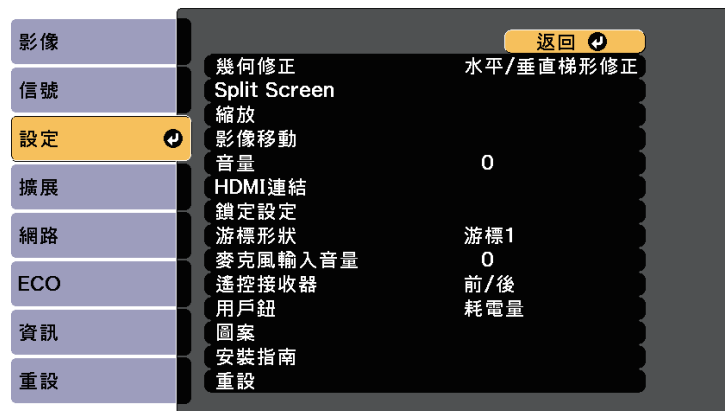 影像
信號
設定
擴展
網路
ECO
資訊
重設
返回
幾何修正 水平/垂直梯形修正
Split Screen
縮放
影像移動
音量 0
HDMI連結
鎖定設定
游標形狀 游標1
麥克風輸入音量 0
遙控接收器 前/後
用戶鈕 耗電量
圖案
安裝指南
重設